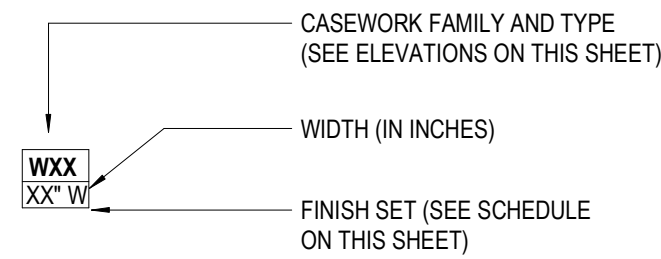 CASEWORK FAMILY AND TYPE
(SEE ELEVATIONS ON THIS SHEET)
WIDTH (IN INCHES)
WXX
XX" W
FINISH SET (SEE SCHEDULE
ON THIS SHEET)